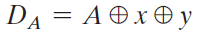 D_A = A ⊕ x ⊕ y